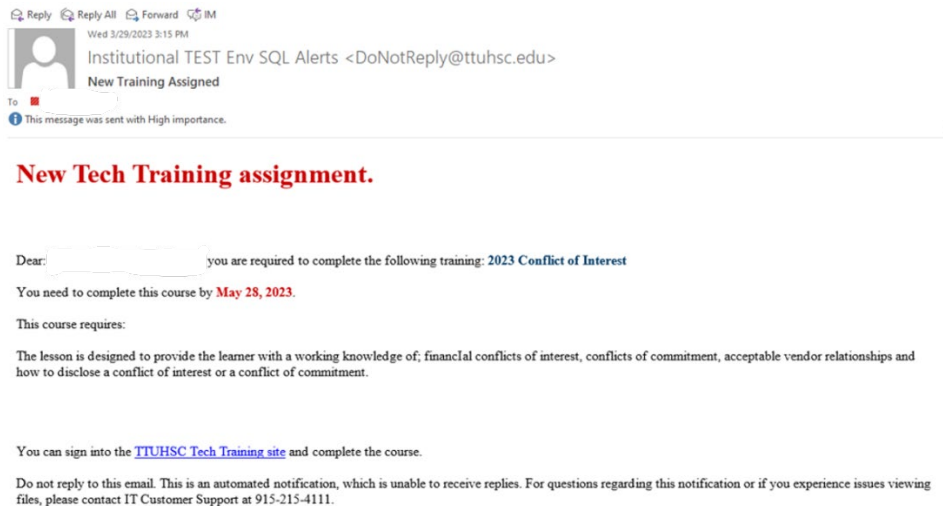 Reply Reply All Forward IM
Wed 3/29/2023 3:15 PM
Institutional TEST Env SQL Alerts <DoNotReply@ttuhsc.edu>
New Training Assigned
To
This message was sent with High importance.
New Tech Training assignment.
Dear: you are required to complete the following training: 2023 Conflict of Interest
You need to complete this course by May 28, 2023.
This course requires:
The lesson is designed to provide the learner with a working knowledge of; financIal conflicts of interest, conflicts of commitment, acceptable vendor relationships and
how to disclose a conflict of interest or a conflict of commitment.
You can sign into the TTUHSC Tech Training site and complete the course.
Do not reply to this email. This is an automated notification, which is unable to receive replies. For questions regarding this notification or if you experience issues viewing
files, please contact IT Customer Support at 915-215-4111.